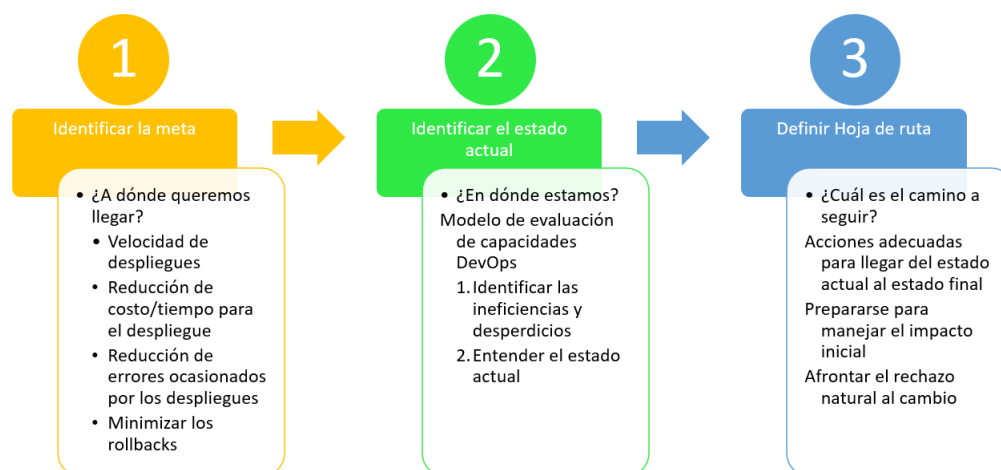 1
Identificar la meta
• ¿A dónde queremos
llegar?
• Velocidad de
despliegues
• Reducción de
costo/tiempo para
el despliegue
• Reducción de
errores ocasionados
por los despliegues
• Minimizar los
rollbacks
2
Identificar el estado
actual
• ¿En dónde estamos?
Modelo de evaluación
de capacidades
DevOps
1. Identificar las
ineficiencias y
desperdicios
2. Entender el estado
actual
3
Definir Hoja de ruta
• ¿Cuál es el camino a
seguir?
Acciones adecuadas
para llegar del estado
actual al estado final
Prepararse para
manejar el impacto
inicial
Afrontar el rechazo
natural al cambio